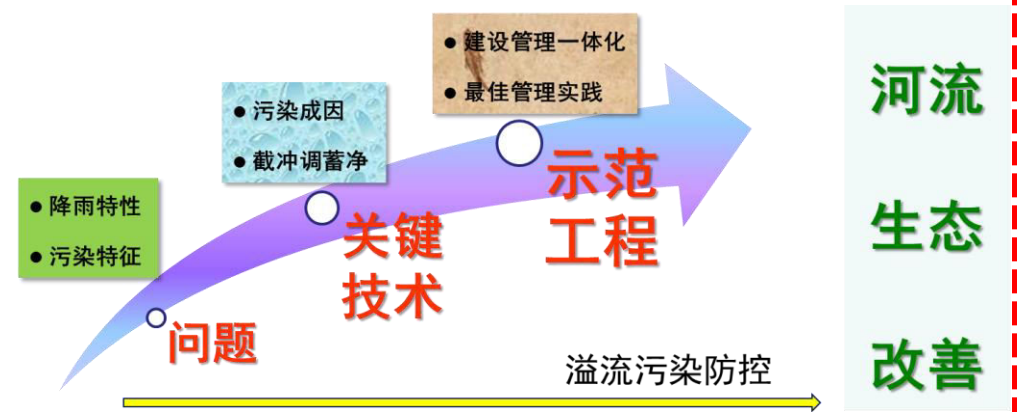 ● 建设管理一体化
● 最佳管理实践
● 污染成因
● 截冲调蓄净
● 降雨特性
● 污染特征
问题
关键
技术
示范
工程
溢流污染防控
河流
生态
改善